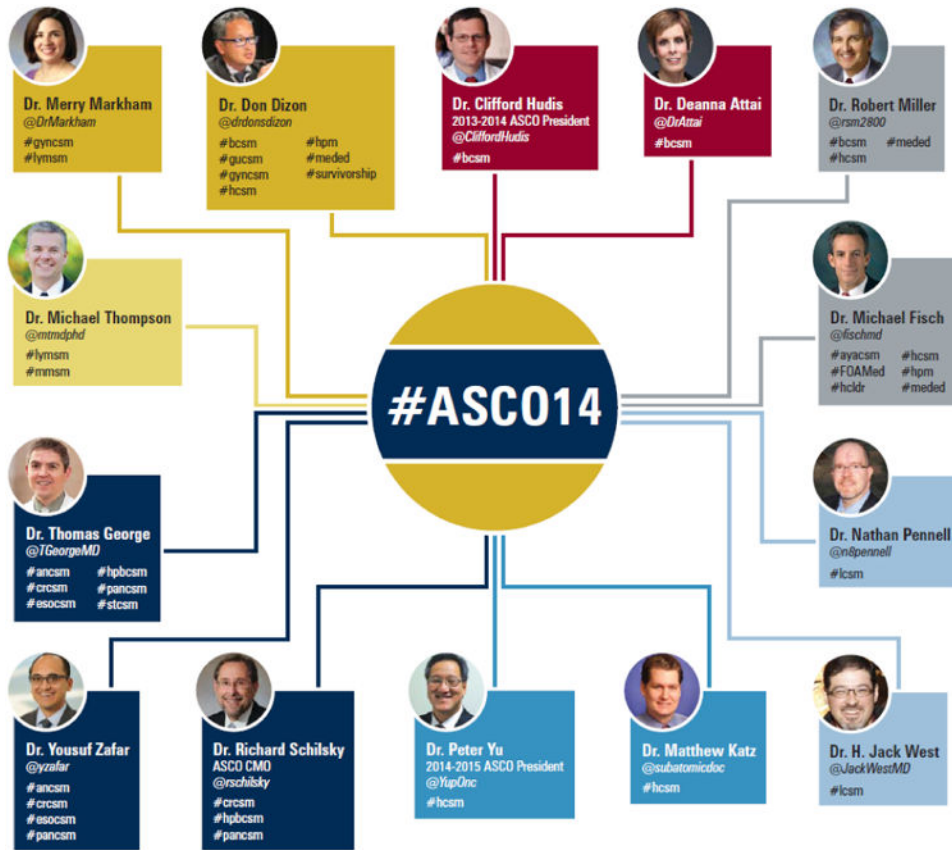 Dr. Merry Markham
@DrMarkham
#gyncsm
#lymsm
Dr. Don Dizon
@drdonsdizon
#bcsm #hpm
#gucsm #meded
#gyncsm #survivorship
#hcsm
Dr. Clifford Hudis
2013-2014 ASCO President
@CliffordHudis
#bcsm
Dr. Deanna Attai
@DrAttai
#bcsm
Dr. Robert Miller
@rsm2800
#bcsm #meded
#hcsm
Dr. Michael Thompson
@mtmdphd
#lymsm
#mmsm
#ASCO14
Dr. Michael Fisch
@fischmd
#ayacsm #hcsm
#FOAMed #hpm
#hcldr #meded
Dr. Thomas George
@TGeorgeMD
#ancsm #hpbcsm
#crcsm #pancsm
#esocsm #stcsm
Dr. Nathan Pennell
@n8pennell
#lcsm
Dr. Yousuf Zafar
@yzafar
#ancsm
#crcsm
#esocsm
#pancsm
Dr. Richard Schilsky
ASCO CMO
@rschilsky
#crcsm
#hpbcsm
#pancsm
Dr. Peter Yu
2014-2015 ASCO President
@YupOnc
#hcsm
Dr. Matthew Katz
@subatomicdoc
#hcsm
Dr. H. Jack West
@JackWestMD
#lcsm